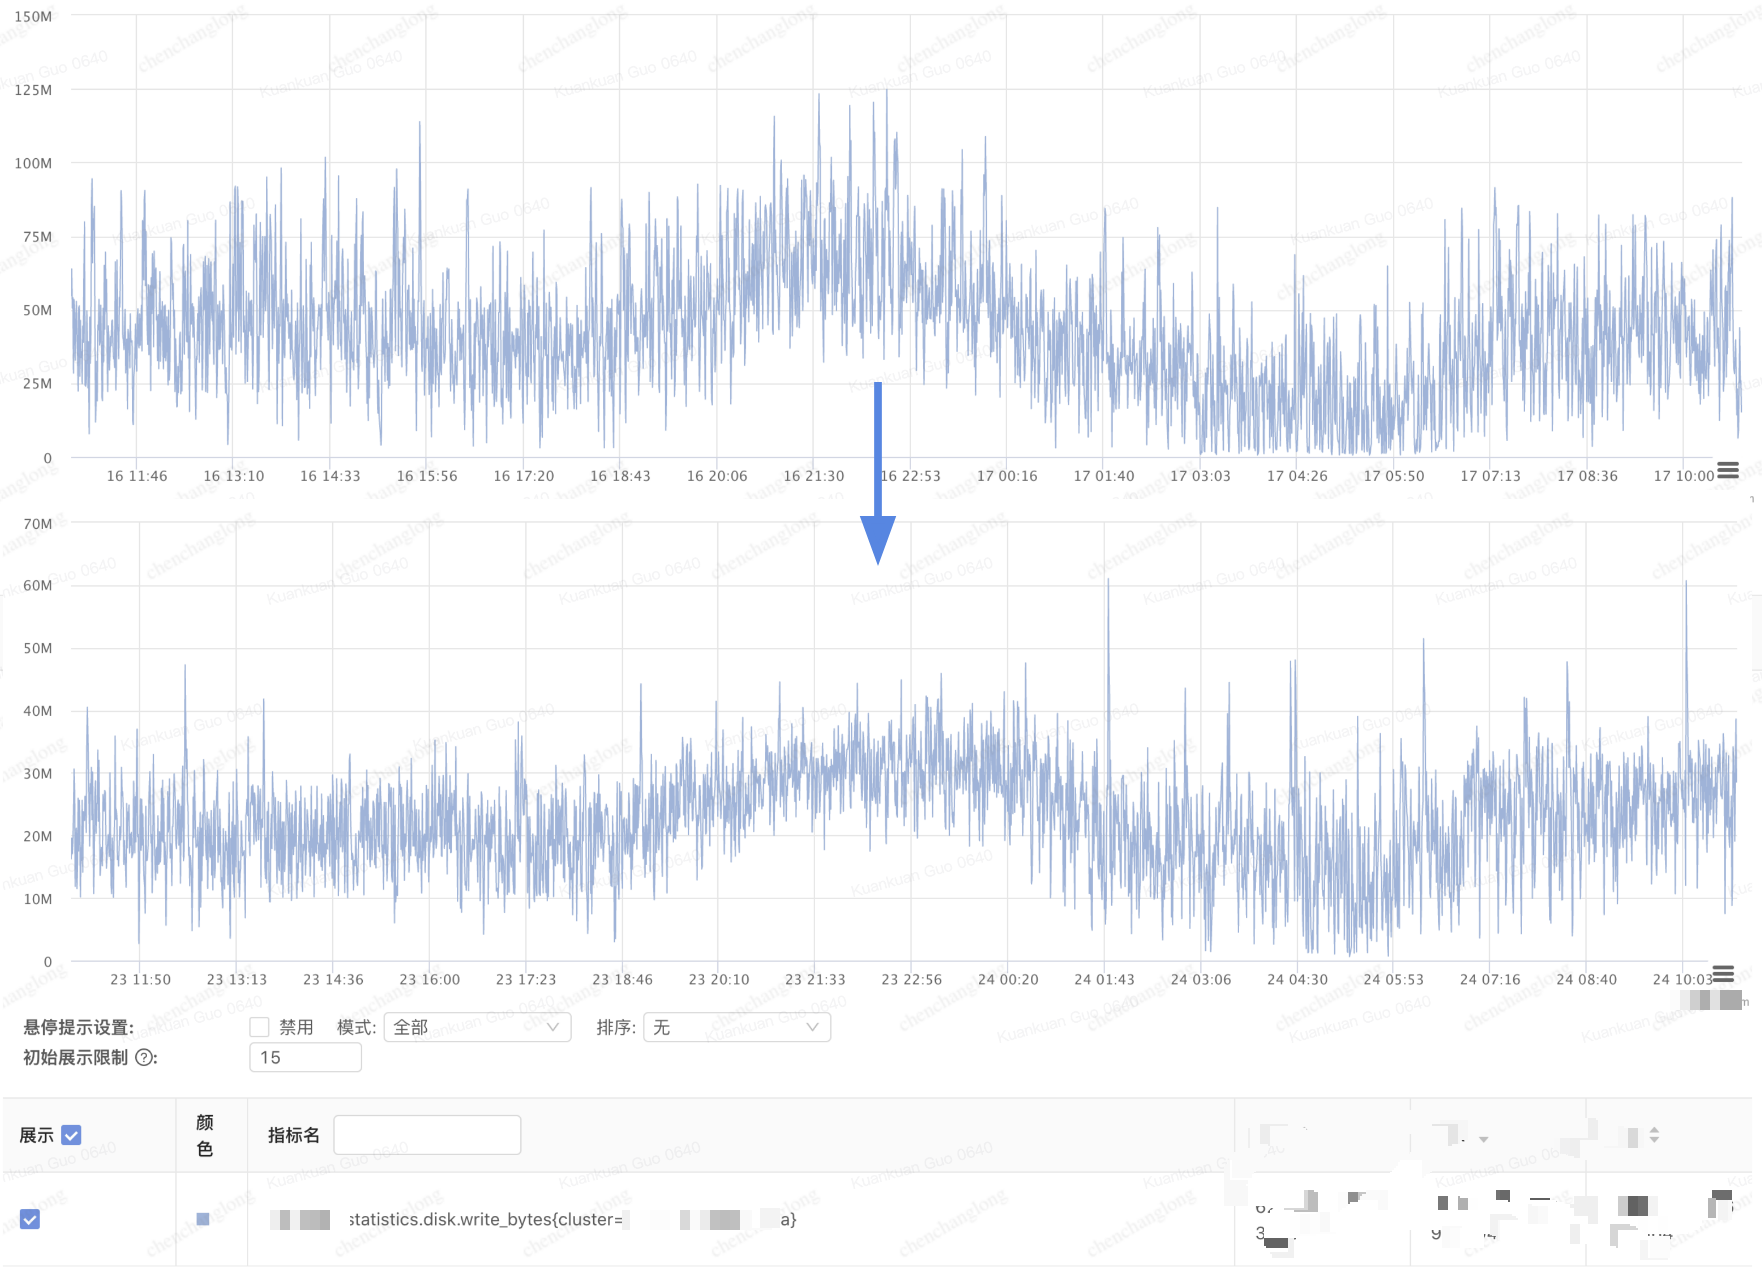 150M
125M
100M
75M
50M
25M
0
16 11:46 16 13:10 16 14:33 16 15:56 16 17:20 16 18:43 16 20:06 16 21:30 16 22:53 17 00:16 17 01:40 17 03:03 17 04:26 17 05:50 17 07:13 17 08:36 17 10:00
70M
60M
50M
40M
30M
20M
10M
0
23 11:50 23 13:13 23 14:36 23 16:00 23 17:23 23 18:46 23 20:10 23 21:33 23 22:56 24 00:20 24 01:43 24 03:06 24 04:30 24 05:53 24 07:16 24 08:40 24 10:03
悬停提示设置: 禁用 模式: 全部 排序: 无
初始展示限制 ?: 15
展示 颜色 指标名
statistics.disk.write_bytes{cluster= a}
chenchanglong
Kuankuan Guo 0640